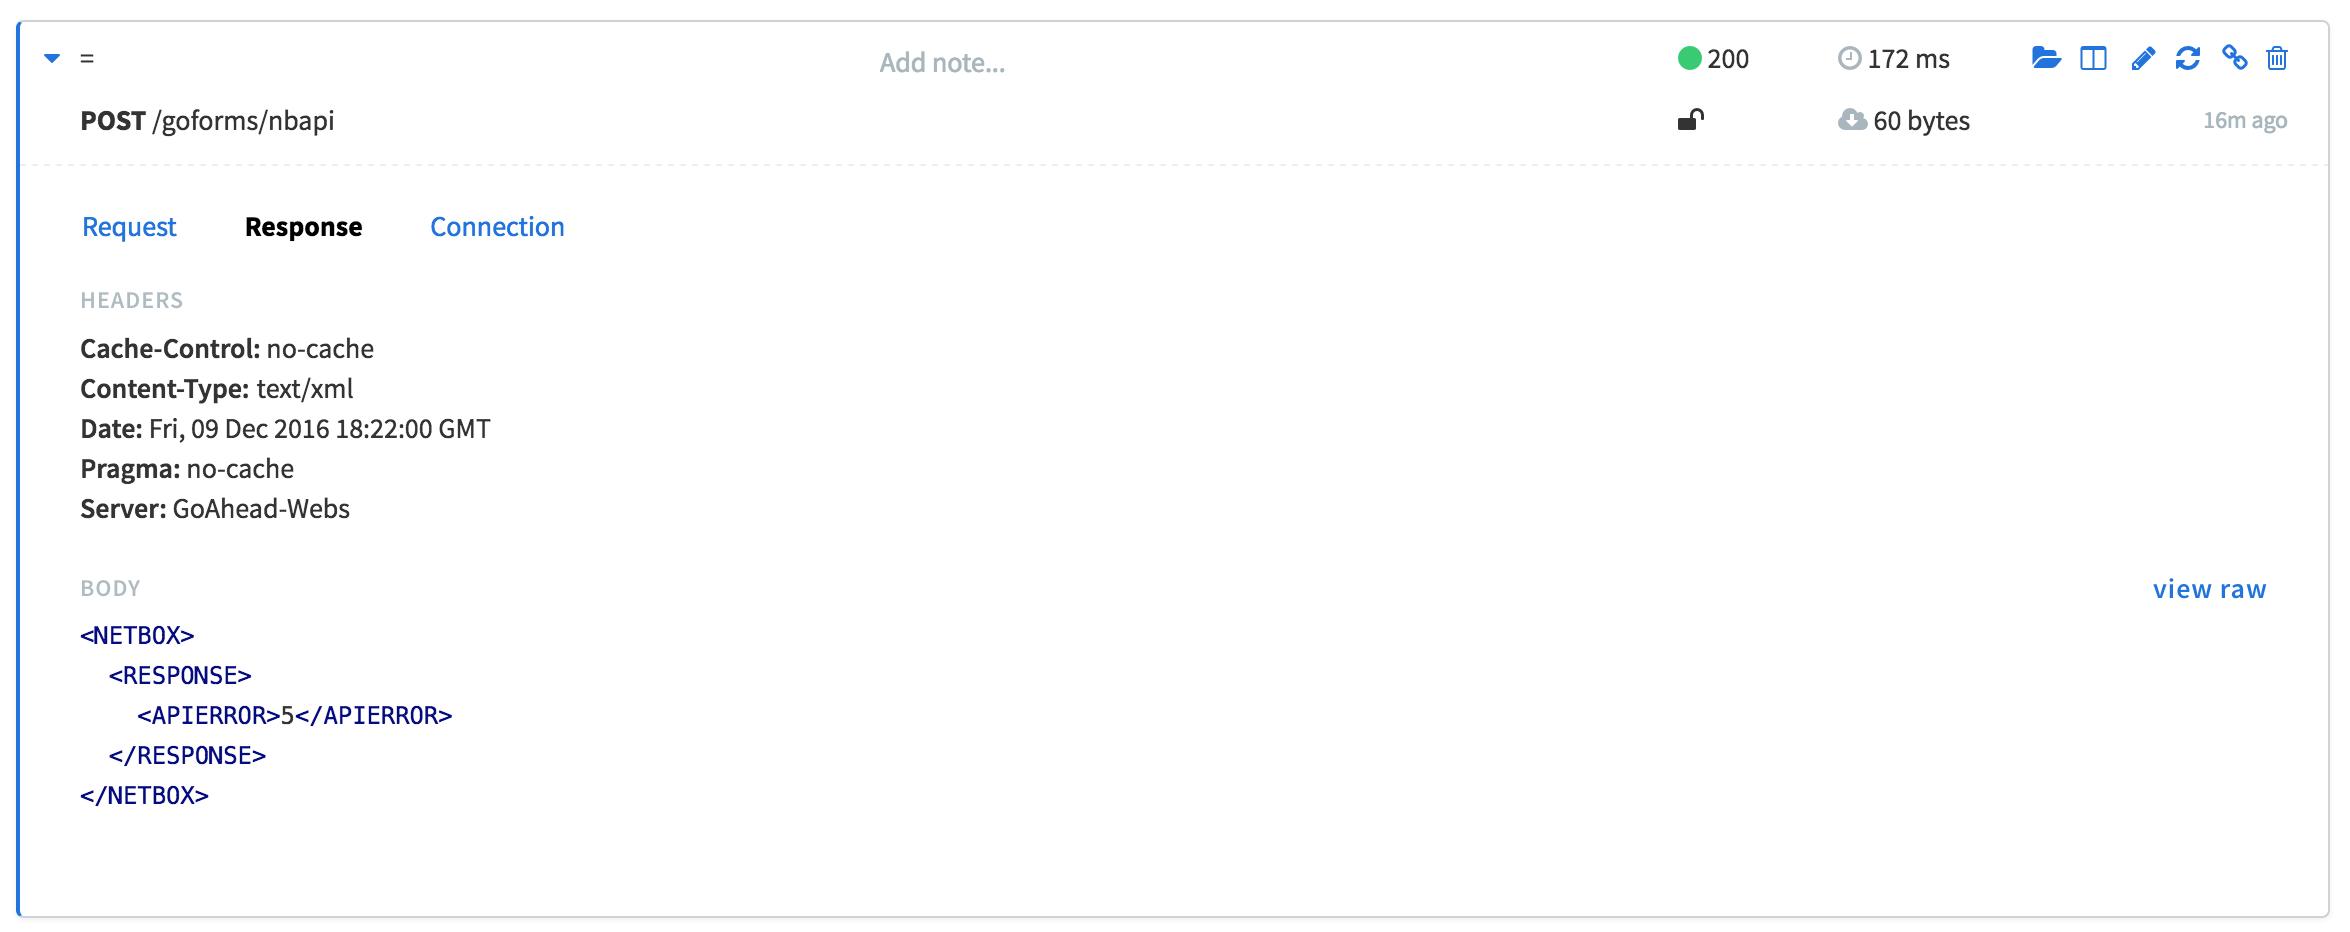 =
Add note...
200
172 ms
POST /goforms/nbapi
60 bytes
16m ago
Request
Response
Connection
HEADERS
Cache-Control: no-cache
Content-Type: text/xml
Date: Fri, 09 Dec 2016 18:22:00 GMT
Pragma: no-cache
Server: GoAhead-Webs
BODY
view raw
<NETBOX>
  <RESPONSE>
    <APIERROR>5</APIERROR>
  </RESPONSE>
</NETBOX>